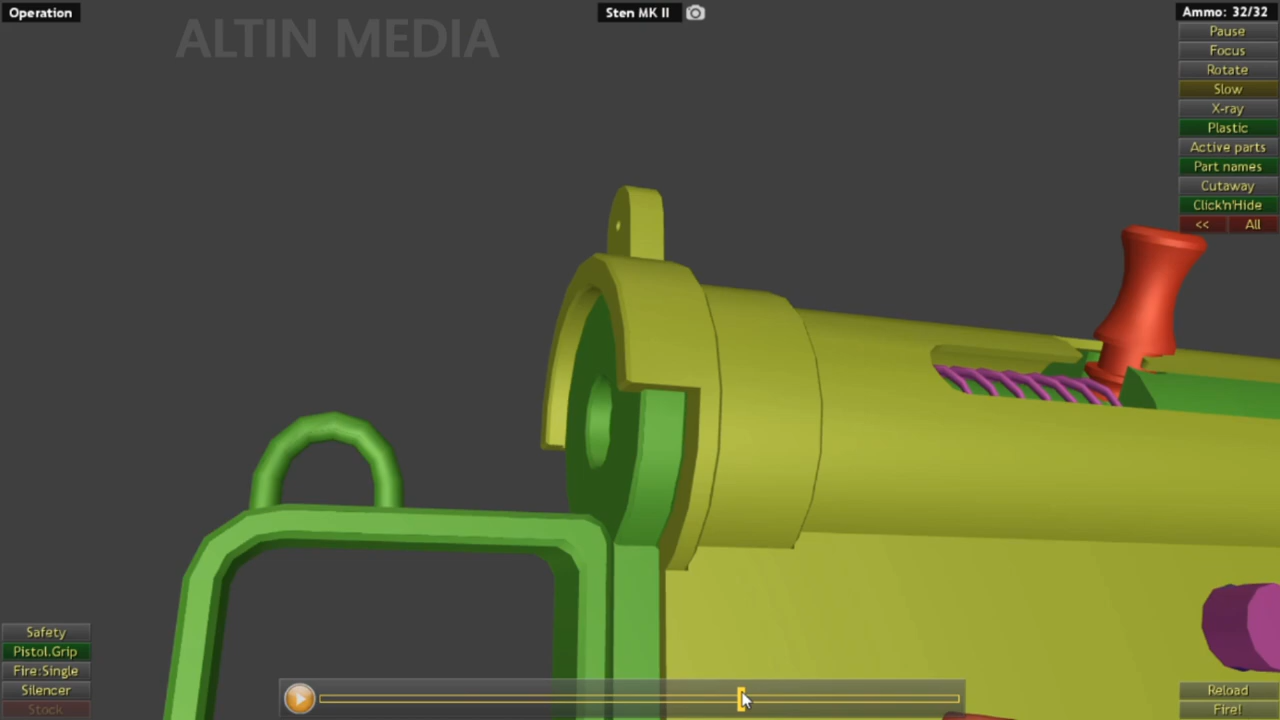 Operation
Sten MK II
Ammo: 32/32
ALTIN MEDIA
Pause
Focus
Rotate
Slow
X-ray
Plastic
Active parts
Part names
Cutaway
Click'n'Hide
<< All
Safety
Pistol.Grip
Fire:Single
Silencer
Stock
Reload
Fire!